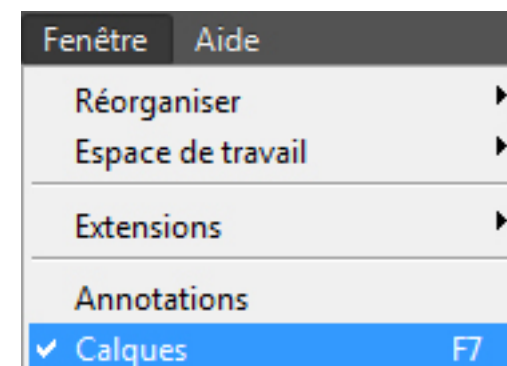 Fenêtre Aide
Réorganiser
Espace de travail
Extensions
Annotations
Calques F7